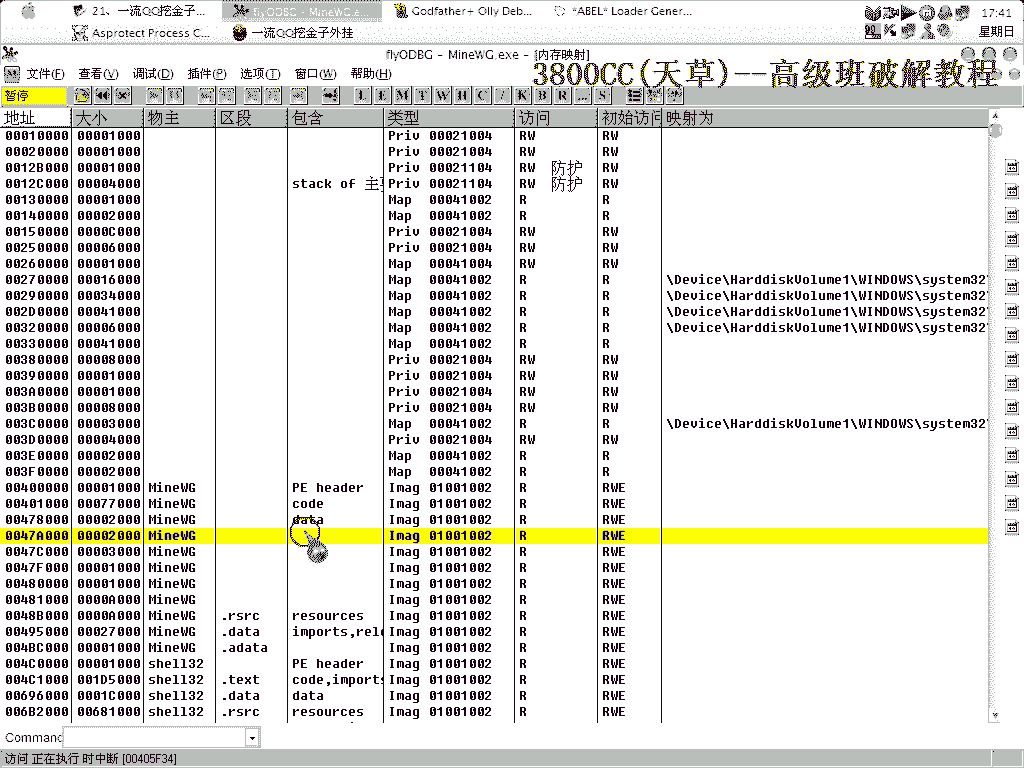 21、一流QQ挖金子... flyODBG - MineWG.e... Godfather+ Olly Deb... *ABEL* Loader Gener... 17:41
Asprotect Process C... 一流QQ挖金子外挂 星期日
flyODBG - MineWG.exe - [内存映射]
文件(F) 查看(V) 调试(D) 插件(P) 选项(T) 窗口(W) 帮助(H)
3800CC(天草)--高级班破解教程
暂停 L E M T W H C / K B R ... S
地址 大小 物主 区段 包含 类型 访问 初始访问 映射为
00010000 00001000 Priv 00021004 RW RW
00020000 00001000 Priv 00021004 RW RW
0012B000 00001000 Priv 00021104 RW 防护 RW
0012C000 00004000 stack of 主 Priv 00021104 RW 防护 RW
00130000 00001000 Map 00041002 R R
00140000 00002000 Map 00041002 R R
00150000 0000C000 Priv 00021004 RW RW
00250000 00006000 Priv 00021004 RW RW
00260000 00001000 Map 00041004 RW RW
00270000 00016000 Map 00041002 R R \Device\HarddiskVolume1\WINDOWS\system32
00290000 00034000 Map 00041002 R R \Device\HarddiskVolume1\WINDOWS\system32
002D0000 00041000 Map 00041002 R R \Device\HarddiskVolume1\WINDOWS\system32
00320000 00006000 Map 00041002 R R \Device\HarddiskVolume1\WINDOWS\system32
00330000 00041000 Map 00041002 R R
00380000 00008000 Priv 00021004 RW RW
00390000 00001000 Priv 00021004 RW RW
003A0000 00001000 Priv 00021004 RW RW
003B0000 00008000 Priv 00021004 RW RW
003C0000 00003000 Map 00041002 R R \Device\HarddiskVolume1\WINDOWS\system32
003D0000 00004000 Priv 00021004 RW RW
003E0000 00002000 Map 00041002 R R
003F0000 00002000 Map 00041002 R R
00400000 00001000 MineWG PE header Imag 01001002 R RWE
00401000 00077000 MineWG code Imag 01001002 R RWE
00478000 00002000 MineWG data Imag 01001002 R RWE
0047A000 00002000 MineWG Imag 01001002 R RWE
0047C000 00003000 MineWG Imag 01001002 R RWE
0047F000 00001000 MineWG Imag 01001002 R RWE
00480000 00001000 MineWG Imag 01001002 R RWE
00481000 0000A000 MineWG Imag 01001002 R RWE
0048B000 0000A000 MineWG .rsrc resources Imag 01001002 R RWE
00495000 00027000 MineWG .data imports,relo Imag 01001002 R RWE
004BC000 00001000 MineWG .adata Imag 01001002 R RWE
004C0000 00001000 shell32 PE header Imag 01001002 R RWE
004C1000 001D5000 shell32 .text code,imports Imag 01001002 R RWE
00696000 0001C000 shell32 .data data Imag 01001002 R RWE
006B2000 00681000 shell32 .rsrc resources Imag 01001002 R RWE
Command
访问 正在执行 时中断 [00405F34]